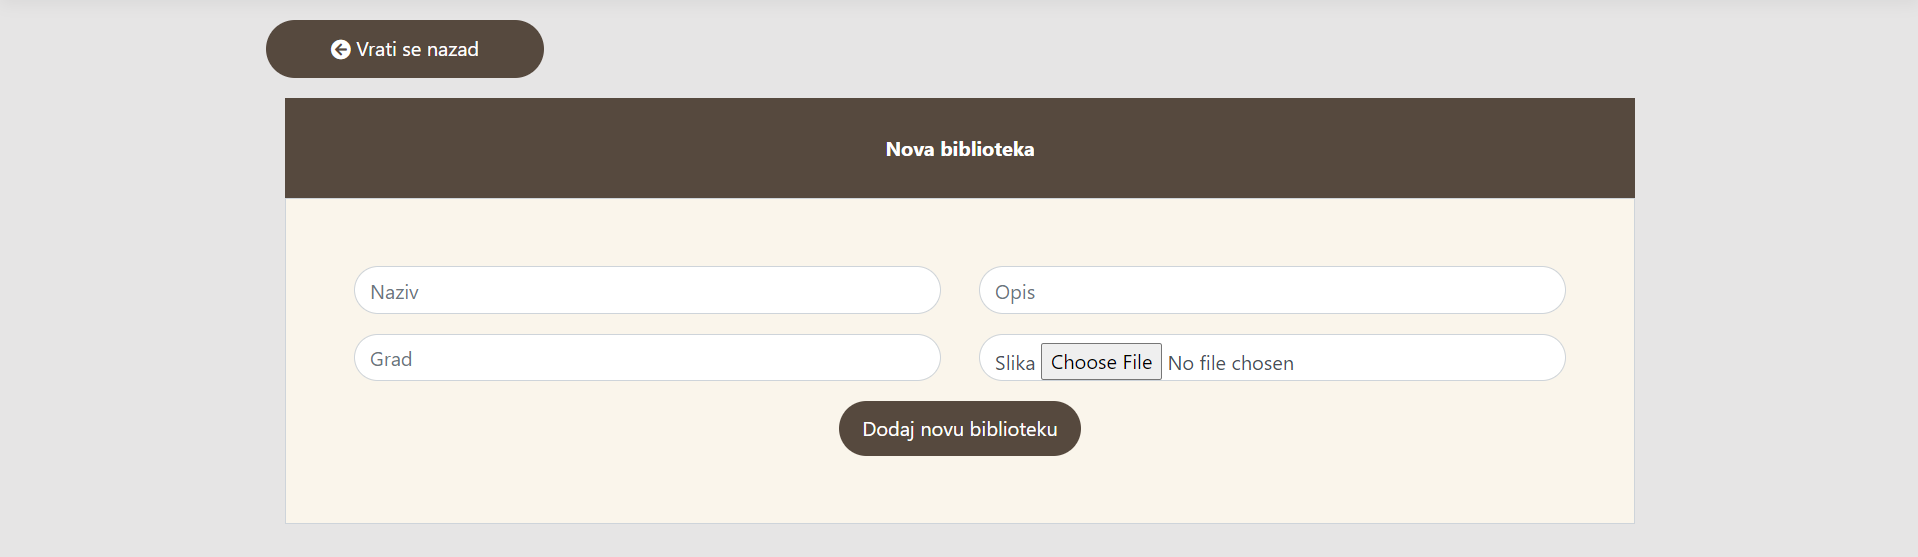 Vrati se nazad
Nova biblioteka
Naziv
Opis
Grad
Slika Choose File No file chosen
Dodaj novu biblioteku